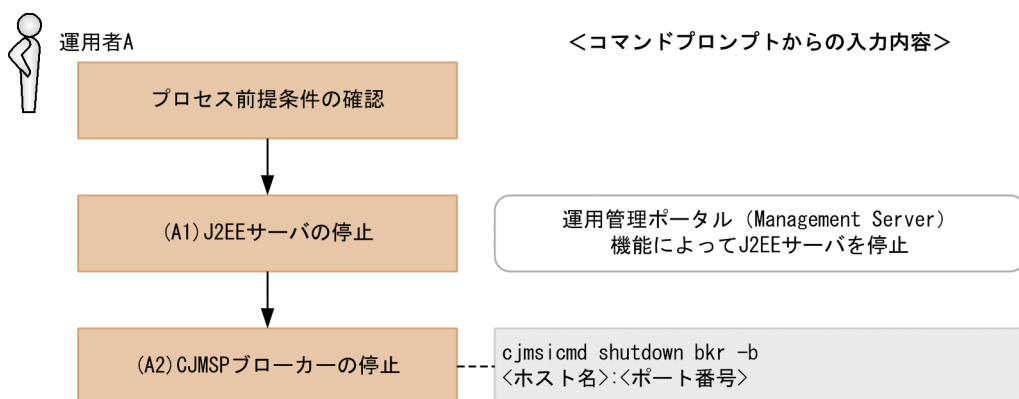 運用者A
＜コマンドプロンプトからの入力内容＞
プロセス前提条件の確認
(A1)J2EEサーバの停止
運用管理ポータル（Management Server）
機能によってJ2EEサーバを停止
(A2)CJMSPブローカーの停止
cjmsicmd shutdown bkr -b
<ホスト名>:<ポート番号>